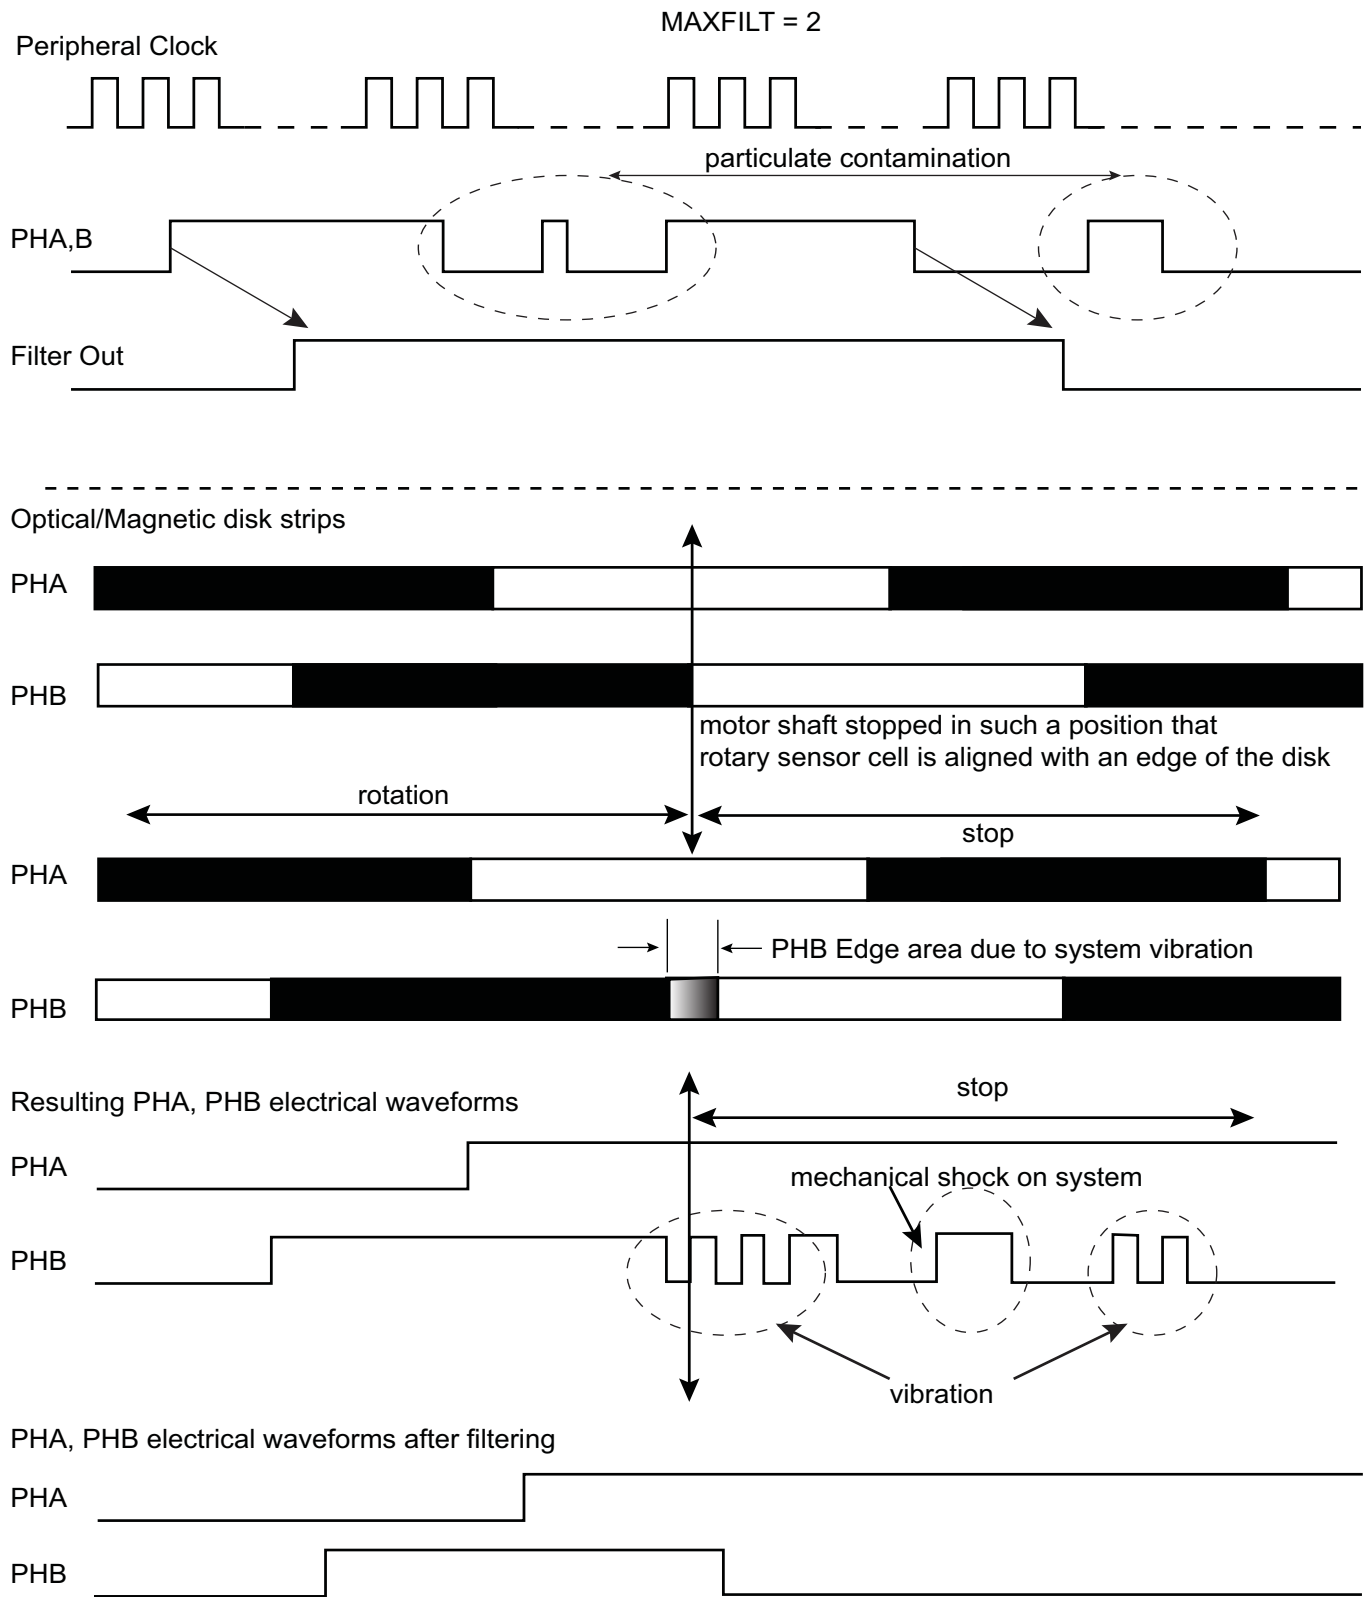 MAXFILT = 2
Peripheral Clock
particulate contamination
PHA,B
Filter Out
Optical/Magnetic disk strips
PHA
PHB
motor shaft stopped in such a position that
rotary sensor cell is aligned with an edge of the disk
rotation
stop
PHA
PHB Edge area due to system vibration
PHB
stop
Resulting PHA, PHB electrical waveforms
PHA
mechanical shock on system
PHB
vibration
PHA, PHB electrical waveforms after filtering
PHA
PHB